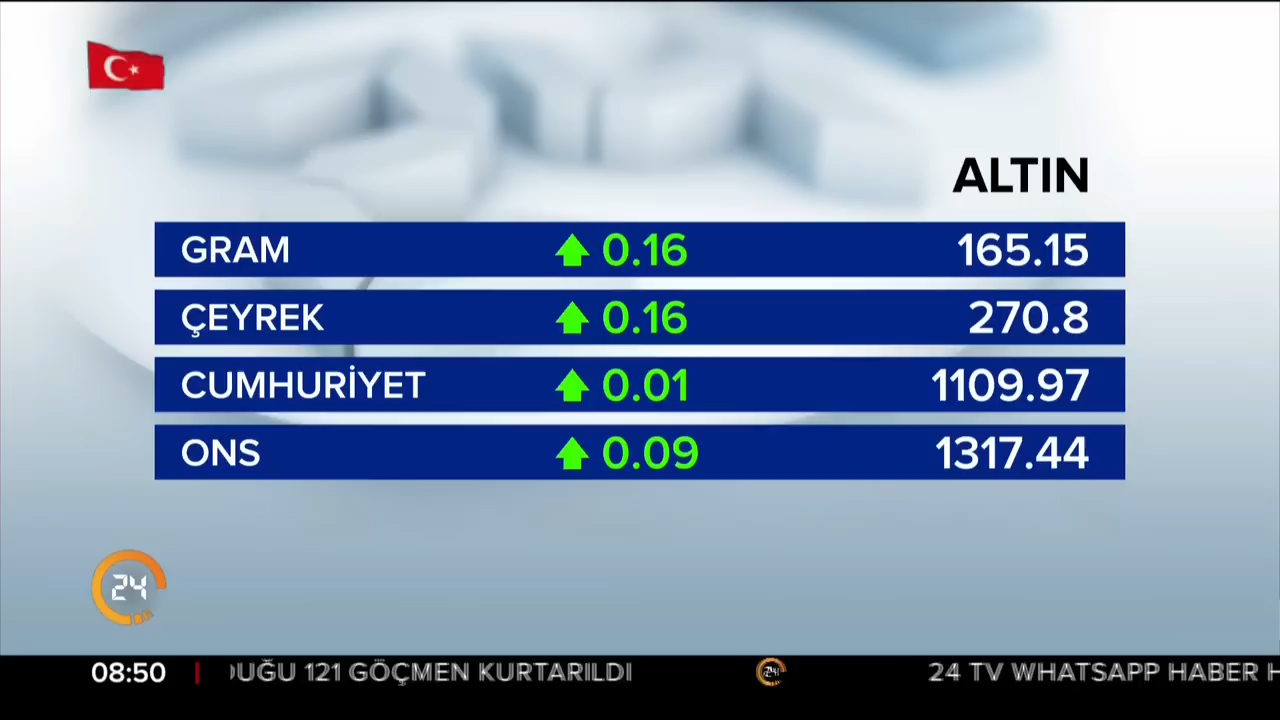 ALTIN
GRAM 0.16 165.15
ÇEYREK 0.16 270.8
CUMHURİYET 0.01 1109.97
ONS 0.09 1317.44
24
08:50 121 GÖÇMEN KURTARILDI 24 24 TV WHATSAPP HABER